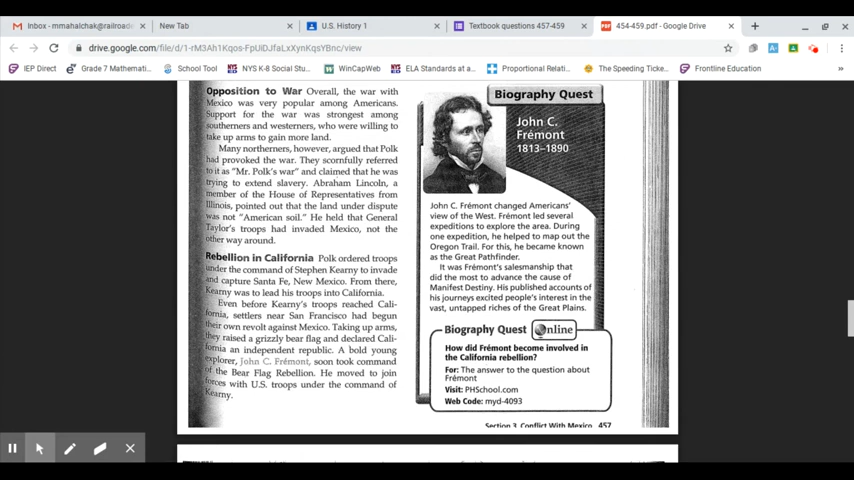 Inbox - mmahalchak@railroade
New Tab
U.S. History 1
Textbook questions 457-459
454-459.pdf - Google Drive
drive.google.com/file/d/1-rM3Ah1Kqos-FpUiDJfaLxXynKqsYBnc/view
IEP Direct
Grade 7 Mathemati...
School Tool
NYS K-8 Social Stu...
WinCapWeb
ELA Standards at a...
Proportional Relati...
The Speeding Ticke...
Frontline Education
Opposition to War Overall, the war with
Mexico was very popular among Americans.
Support for the war was strongest among
southerners and westerners, who were willing to
take up arms to gain more land.
Many northerners, however, argued that Polk
had provoked the war. They scornfully referred
to it as "Mr. Polk's war" and claimed that he was
trying to extend slavery. Abraham Lincoln, a
member of the House of Representatives from
Illinois, pointed out that the land under dispute
was not "American soil." He held that General
Taylor's troops had invaded Mexico, not the
other way around.
Rebellion in California Polk ordered troops
under the command of Stephen Kearny to invade
and capture Santa Fe, New Mexico. From there,
Kearny was to lead his troops into California.
Even before Kearny's troops reached Cali-
fornia, settlers near San Francisco had begun
their own revolt against Mexico. Taking up arms,
they raised a grizzly bear flag and declared Cali-
fornia an independent republic. A bold young
explorer, John C. Frémont, soon took command
of the Bear Flag Rebellion. He moved to join
forces with U.S. troops under the command of
Kearny.
Biography Quest
John C.
Frémont
1813–1890
John C. Frémont changed Americans'
view of the West. Frémont led several
expeditions to explore the area. During
one expedition, he helped to map out the
Oregon Trail. For this, he became known
as the Great Pathfinder.
It was Frémont's salesmanship that
did the most to advance the cause of
Manifest Destiny. His published accounts of
his journeys excited people's interest in the
vast, untapped riches of the Great Plains.
Biography Quest Online
How did Frémont become involved in
the California rebellion?
For: The answer to the question about
Frémont
Visit: PHSchool.com
Web Code: myd-4093
Section 3 Conflict With Mexico 457